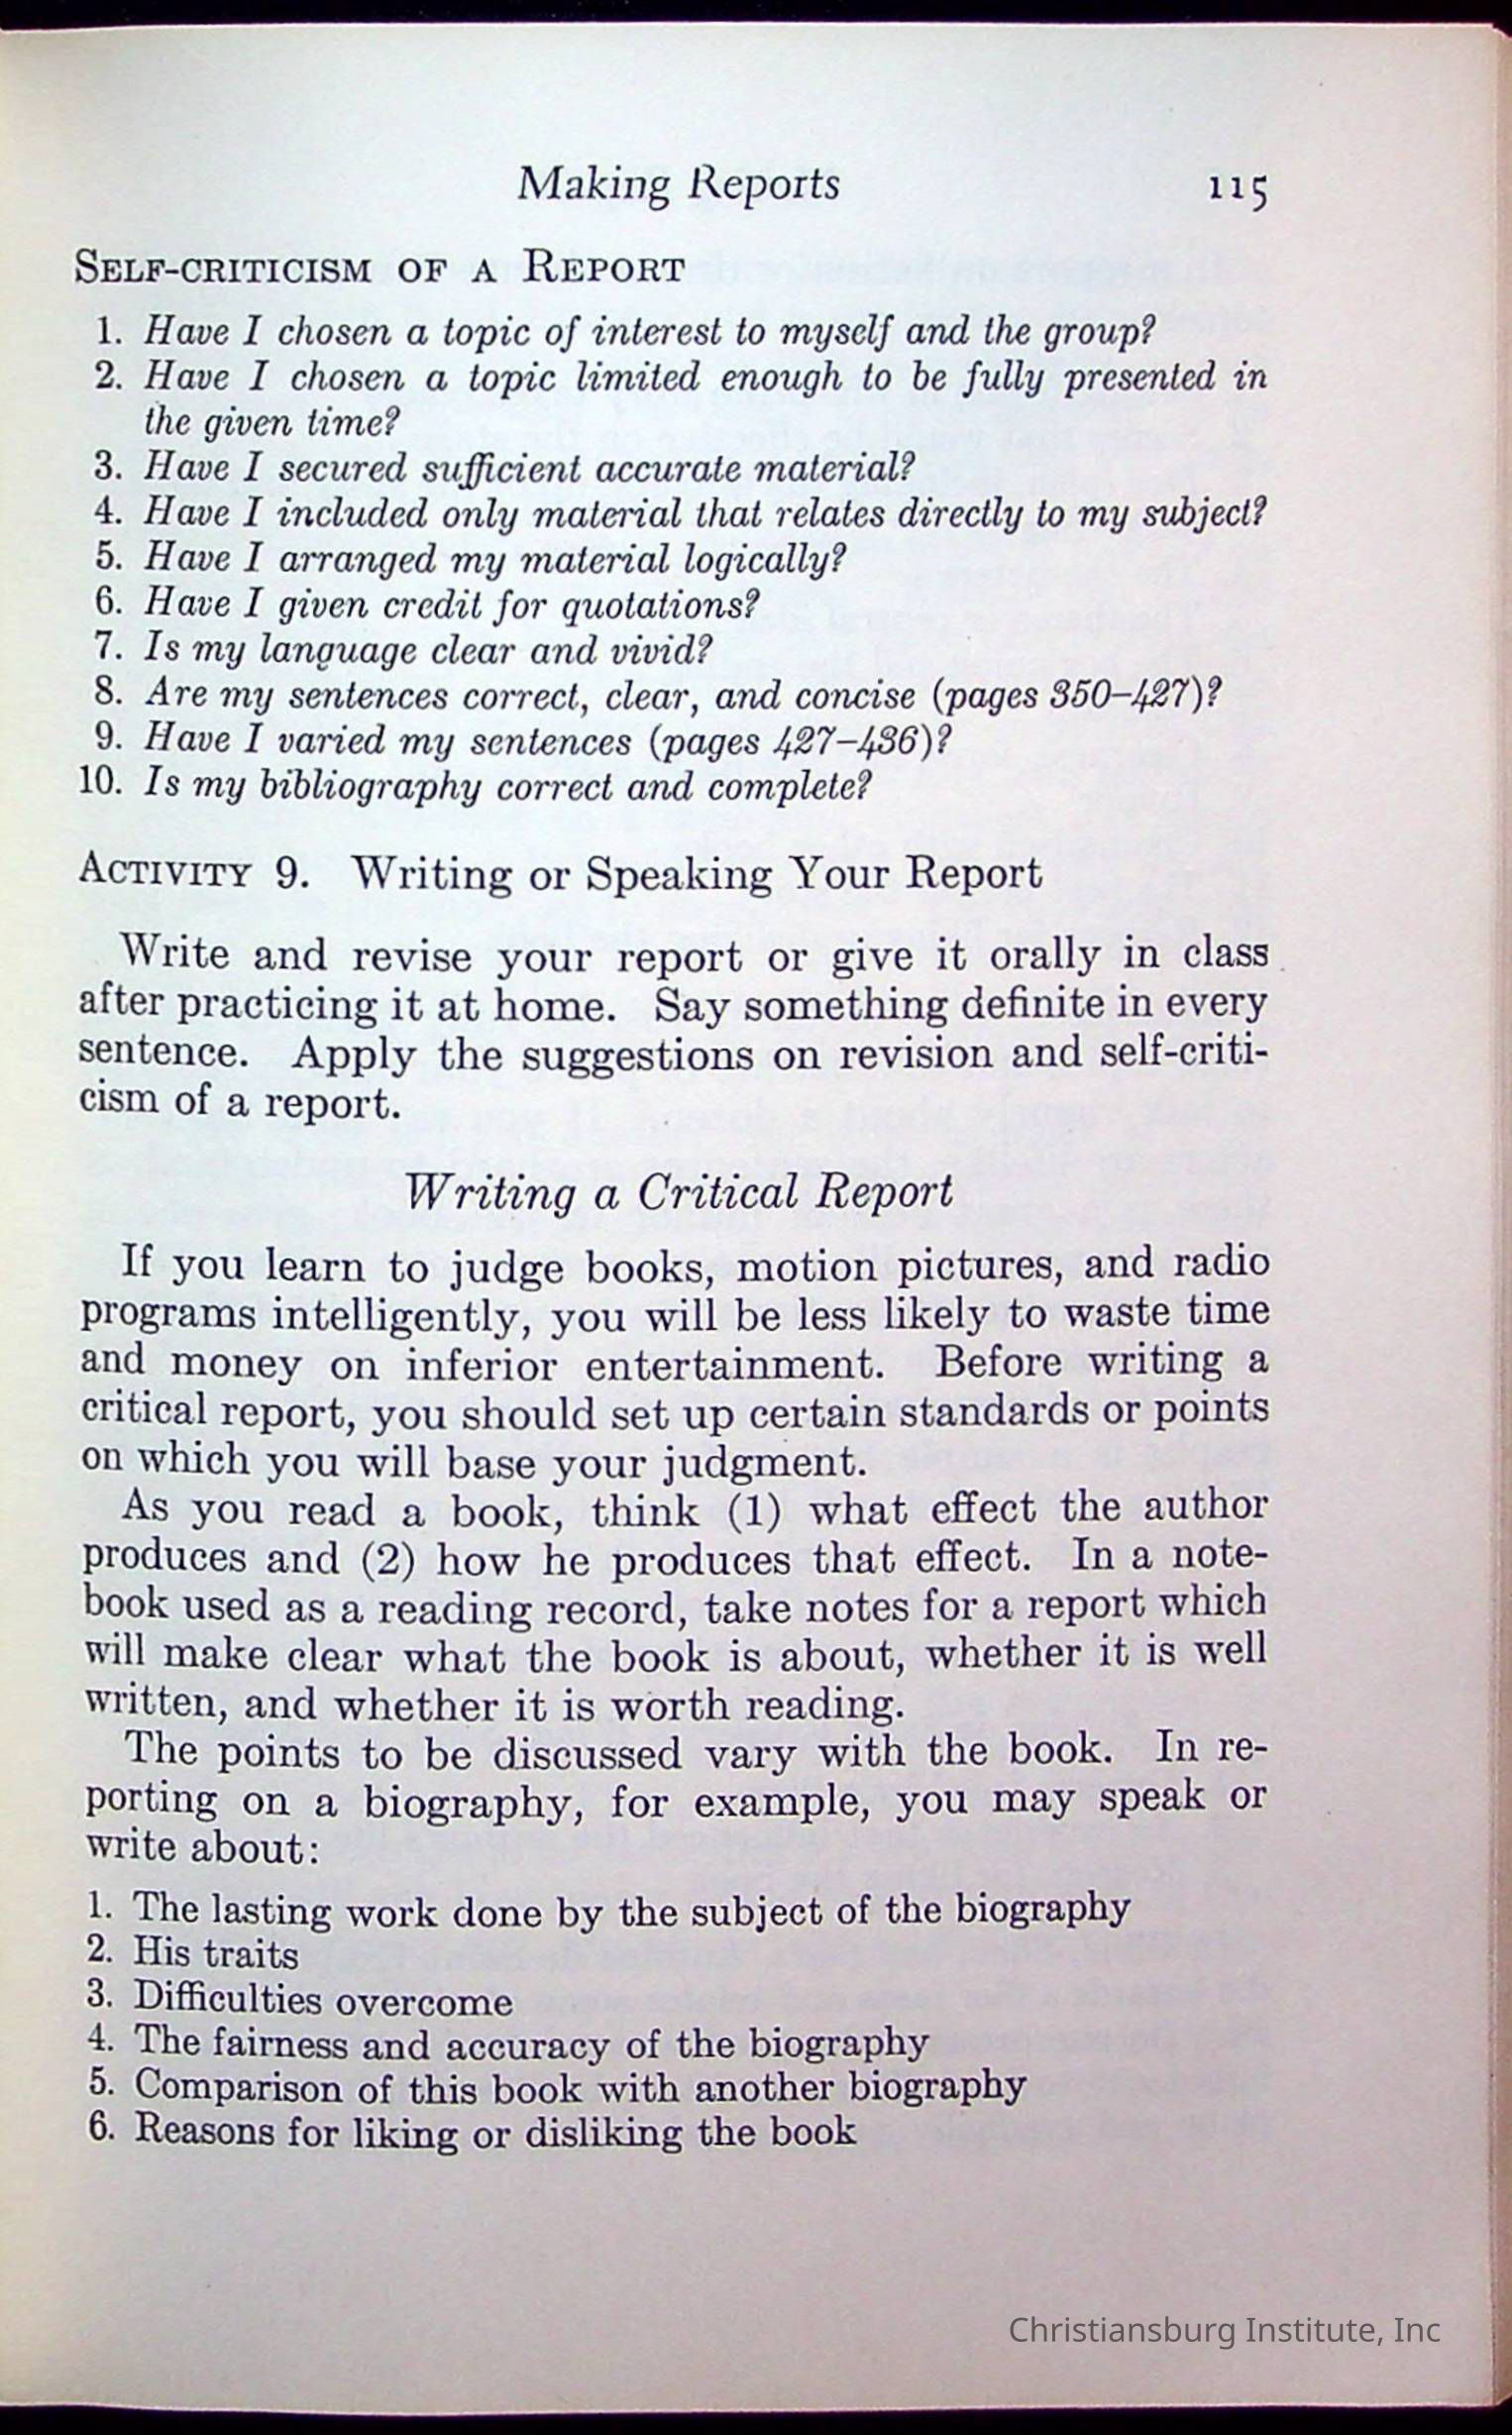 Making Reports 115
SELF-CRITICISM OF A REPORT
1. Have I chosen a topic of interest to myself and the group?
2. Have I chosen a topic limited enough to be fully presented in
the given time?
3. Have I secured sufficient accurate material?
4. Have I included only material that relates directly to my subject?
5. Have I arranged my material logically?
6. Have I given credit for quotations?
7. Is my language clear and vivid?
8. Are my sentences correct, clear, and concise (pages 350–427)?
9. Have I varied my sentences (pages 427–436)?
10. Is my bibliography correct and complete?
ACTIVITY 9. Writing or Speaking Your Report
Write and revise your report or give it orally in class
after practicing it at home. Say something definite in every
sentence. Apply the suggestions on revision and self-criti-
cism of a report.
Writing a Critical Report
If you learn to judge books, motion pictures, and radio
programs intelligently, you will be less likely to waste time
and money on inferior entertainment. Before writing a
critical report, you should set up certain standards or points
on which you will base your judgment.
As you read a book, think (1) what effect the author
produces and (2) how he produces that effect. In a note-
book used as a reading record, take notes for a report which
will make clear what the book is about, whether it is well
written, and whether it is worth reading.
The points to be discussed vary with the book. In re-
porting on a biography, for example, you may speak or
write about:
1. The lasting work done by the subject of the biography
2. His traits
3. Difficulties overcome
4. The fairness and accuracy of the biography
5. Comparison of this book with another biography
6. Reasons for liking or disliking the book
Christiansburg Institute, Inc